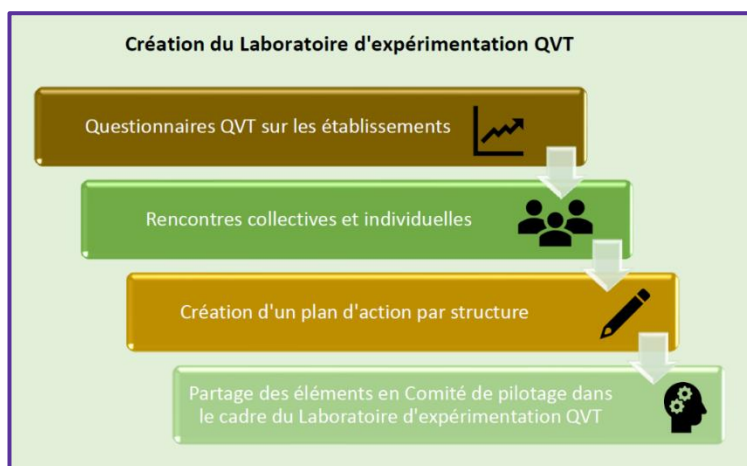 Création du Laboratoire d'expérimentation QVT
Questionnaires QVT sur les établissements
Rencontres collectives et individuelles
Création d'un plan d'action par structure
Partage des éléments en Comité de pilotage dans
le cadre du Laboratoire d'expérimentation QVT